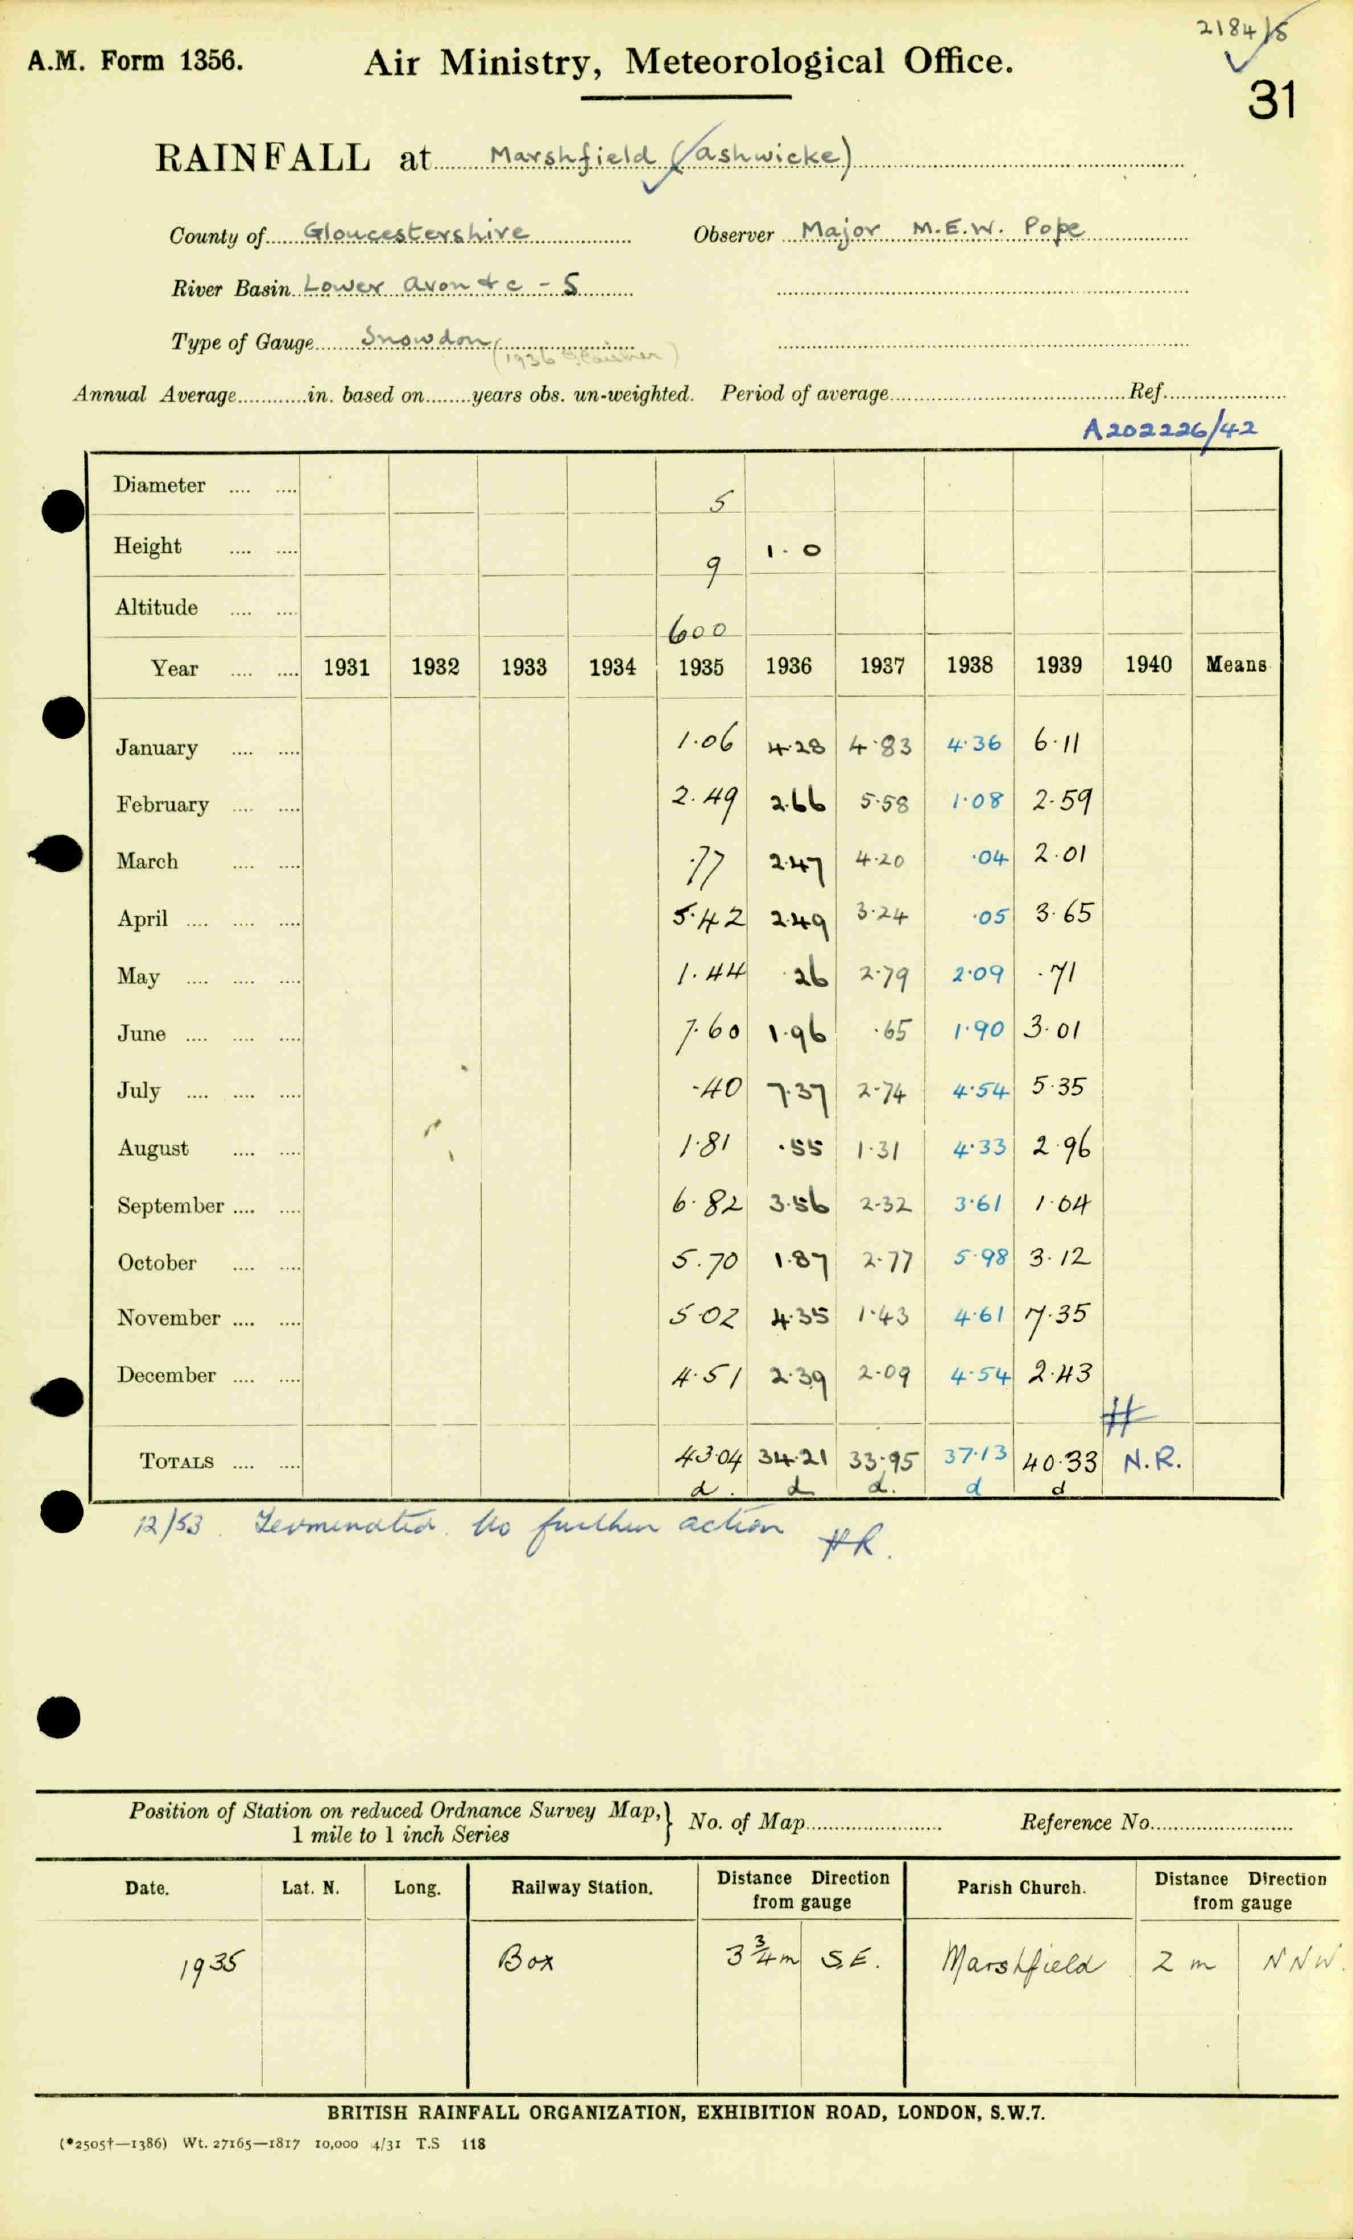 2184/5
A.M. Form 1356. Air Ministry, Meteorological Office.
31
RAINFALL at Marshfield (Ashwicke)
County of Gloucestershire Observer Major M.E.W. Pope
River Basin Lower Avon & c - S
Type of Gauge Snowdon
(1936 Glaisher)
Annual Average............in. based on........years obs. un-weighted. Period of average............ Ref............
A202226/42
Diameter .... .... 5
Height .... .... 9 1.0
Altitude .... .... 600
Year .... .... 1931 1932 1933 1934 1935 1936 1937 1938 1939 1940 Means
January .... .... 1.06 4.28 4.83 4.36 6.11
February .... .... 2.49 2.66 5.58 1.08 2.59
March .... .... .77 2.47 4.20 .04 2.01
April .... .... .... 5.42 2.49 3.24 .05 3.65
May .... .... .... 1.44 .26 2.79 2.09 .71
June .... .... .... 7.60 1.96 .65 1.90 3.01
July .... .... .... .40 7.37 2.74 4.54 5.35
August .... .... 1.81 .55 1.31 4.33 2.96
September .... .... 6.82 3.56 2.32 3.61 1.04
October .... .... 5.70 1.87 2.77 5.98 3.12
November .... .... 5.02 4.35 1.43 4.61 7.35
December .... .... 4.51 2.39 2.09 4.54 2.43
TOTALS .... .... 43.04 34.21 33.95 37.13 40.33 N.R.
d. d d. d d
12/53. Terminated. No further action HR.
Position of Station on reduced Ordnance Survey Map,} No. of Map............ Reference No............
1 mile to 1 inch Series
Date. Lat. N. Long. Railway Station. Distance Direction Parish Church. Distance Direction
from gauge from gauge
1935 Box 3 3/4 m S.E. Marshfield 2 m N N W.
BRITISH RAINFALL ORGANIZATION, EXHIBITION ROAD, LONDON, S.W.7.
(*2505†—1386) Wt. 27165—1817 10,000 4/31 T.S 118